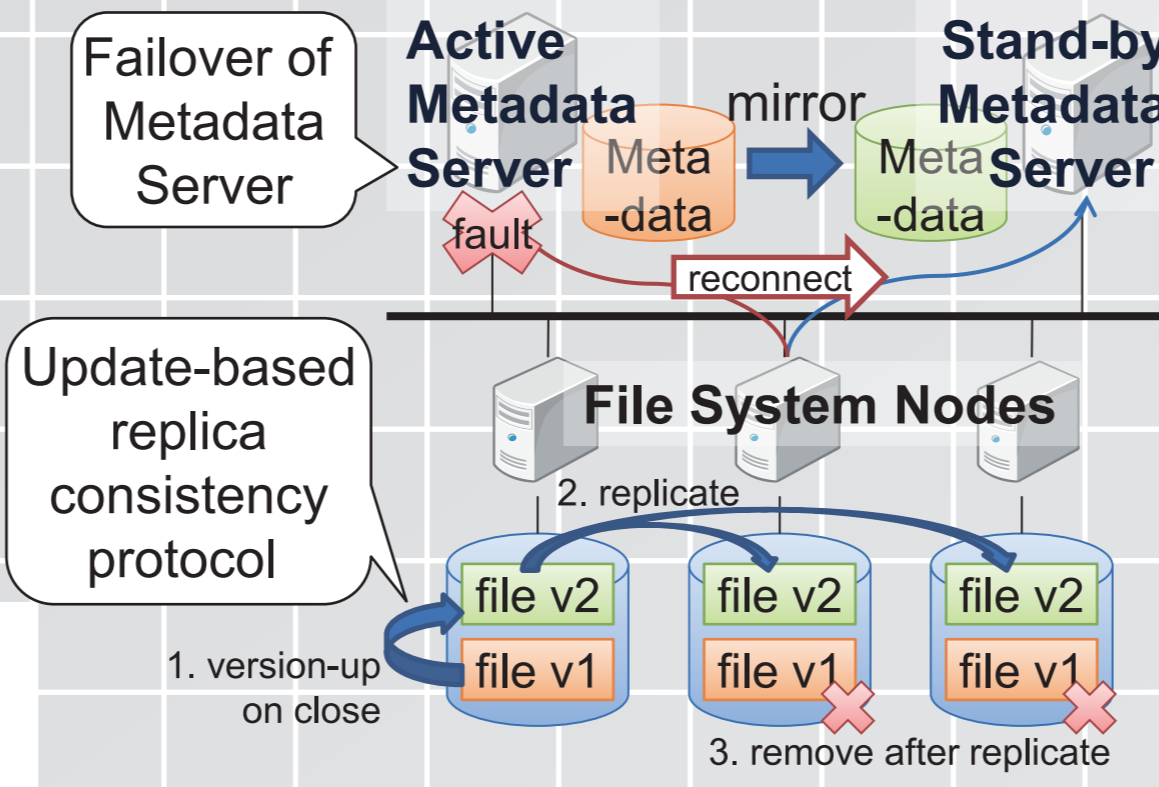 Failover of
Metadata
Server
Active
Metadata
Server
Meta
-data
mirror
Meta
-data
Stand-by
Metadata
Server
fault
reconnect
Update-based
replica
consistency
protocol
File System Nodes
2. replicate
file v2
file v1
file v2
file v1
file v2
file v1
1. version-up
on close
3. remove after replicate